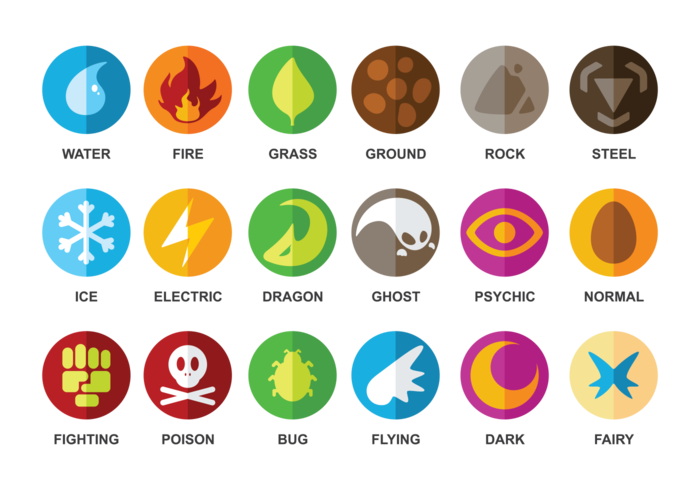 WATER FIRE GRASS GROUND ROCK STEEL
ICE ELECTRIC DRAGON GHOST PSYCHIC NORMAL
FIGHTING POISON BUG FLYING DARK FAIRY